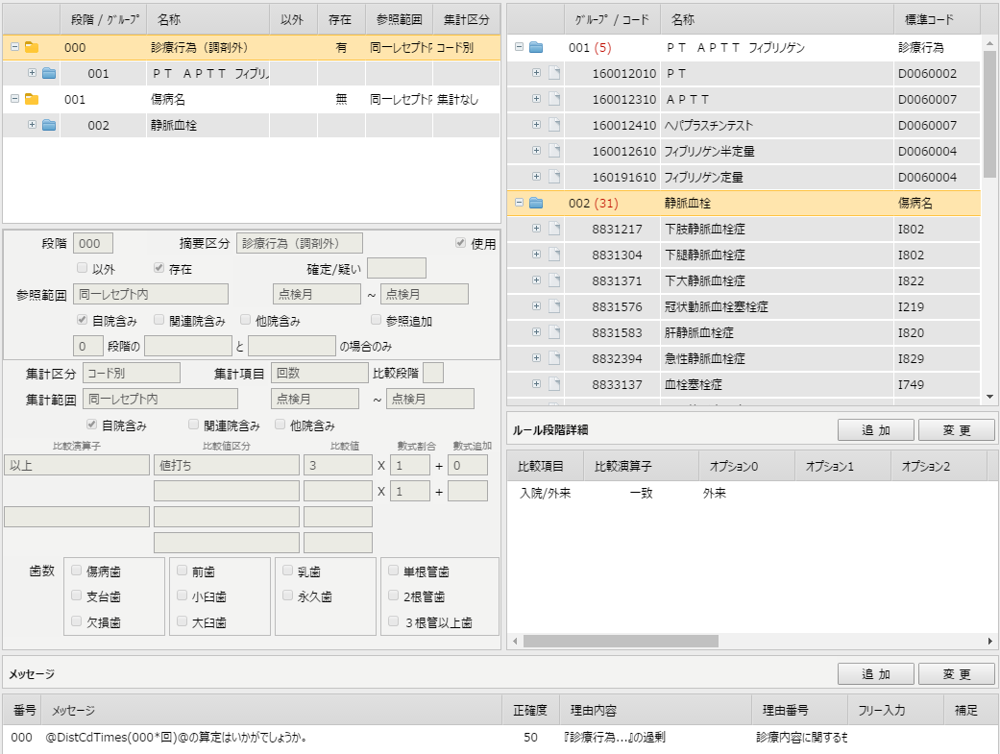 段階 / ｸﾞﾙｰﾌﾟ 名称 以外 存在 参照範囲 集計区分
000 診療行為（調剤外） 有 同一レセプト内 コード別
001 ＰＴ ＡＰＴＴ フィブリノ
001 傷病名 無 同一レセプト内 集計なし
002 静脈血栓
段階 000 摘要区分 診療行為（調剤外） 使用
以外 存在 確定/疑い
参照範囲 同一レセプト内 点検月 ～ 点検月
自院含み 関連院含み 他院含み 参照追加
0 段階の と の場合のみ
集計区分 コード別 集計項目 回数 比較段階
集計範囲 同一レセプト内 点検月 ～ 点検月
自院含み 関連院含み 他院含み
比較演算子 比較値区分 比較値 數式割合 數式追加
以上 値打ち 3 X 1 + 0
X 1 +
歯数 傷病歯 前歯 乳歯 単根管歯
支台歯 小臼歯 永久歯 2根管歯
欠損歯 大臼歯 ３根管以上歯
ｸﾞﾙｰﾌﾟ / コード 名称 標準コード
001 (5) ＰＴ ＡＰＴＴ フィブリノゲン 診療行為
160012010 ＰＴ D0060002
160012310 ＡＰＴＴ D0060007
160012410 ヘパプラスチンテスト D0060007
160012610 フィブリノゲン半定量 D0060004
160191610 フィブリノゲン定量 D0060004
002 (31) 静脈血栓 傷病名
8831217 下肢静脈血栓症 I802
8831304 下腿静脈血栓症 I802
8831371 下大静脈血栓症 I822
8831576 冠状動脈血栓塞栓症 I219
8831583 肝静脈血栓症 I820
8832394 急性静脈血栓症 I829
8833137 血栓塞栓症 I749
ルール段階詳細 追 加 変 更
比較項目 比較演算子 オプション0 オプション1 オプション2
入院/外来 一致 外来
メッセージ 追 加 変 更
番号 メッセージ 正確度 理由内容 理由番号 フリー入力 補足
000 @DistCdTimes(000*回)@の算定はいかがでしょうか。 50 『診療行為...』の過剰 診療内容に関するも